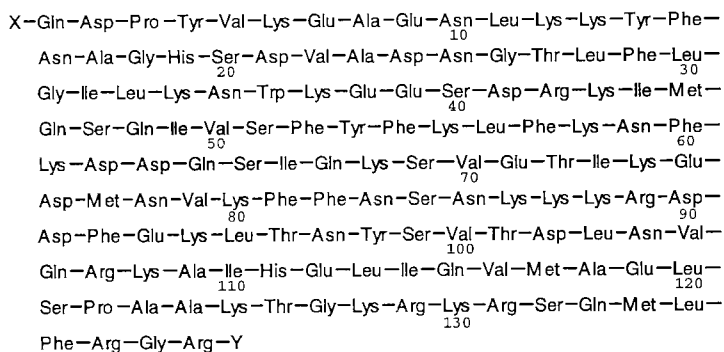 X—Gln—Asp—Pro—Tyr—Val—Lys—Glu—Ala—Glu—Asn—Leu—Lys—Lys—Tyr—Phe—
10
Asn—Ala—Gly—His—Ser—Asp—Val—Ala—Asp—Asn—Gly—Thr—Leu—Phe—Leu—
20 30
Gly—Ile—Leu—Lys—Asn—Trp—Lys—Glu—Glu—Ser—Asp—Arg—Lys—Ile—Met—
40
Gln—Ser—Gln—Ile—Val—Ser—Phe—Tyr—Phe—Lys—Leu—Phe—Lys—Asn—Phe—
50 60
Lys—Asp—Asp—Gln—Ser—Ile—Gln—Lys—Ser—Val—Glu—Thr—Ile—Lys—Glu—
70
Asp—Met—Asn—Val—Lys—Phe—Phe—Asn—Ser—Asn—Lys—Lys—Lys—Arg—Asp—
80 90
Asp—Phe—Glu—Lys—Leu—Thr—Asn—Tyr—Ser—Val—Thr—Asp—Leu—Asn—Val—
100
Gln—Arg—Lys—Ala—Ile—His—Glu—Leu—Ile—Gln—Val—Met—Ala—Glu—Leu—
110 120
Ser—Pro—Ala—Ala—Lys—Thr—Gly—Lys—Arg—Lys—Arg—Ser—Gln—Met—Leu—
130
Phe—Arg—Gly—Arg—Y